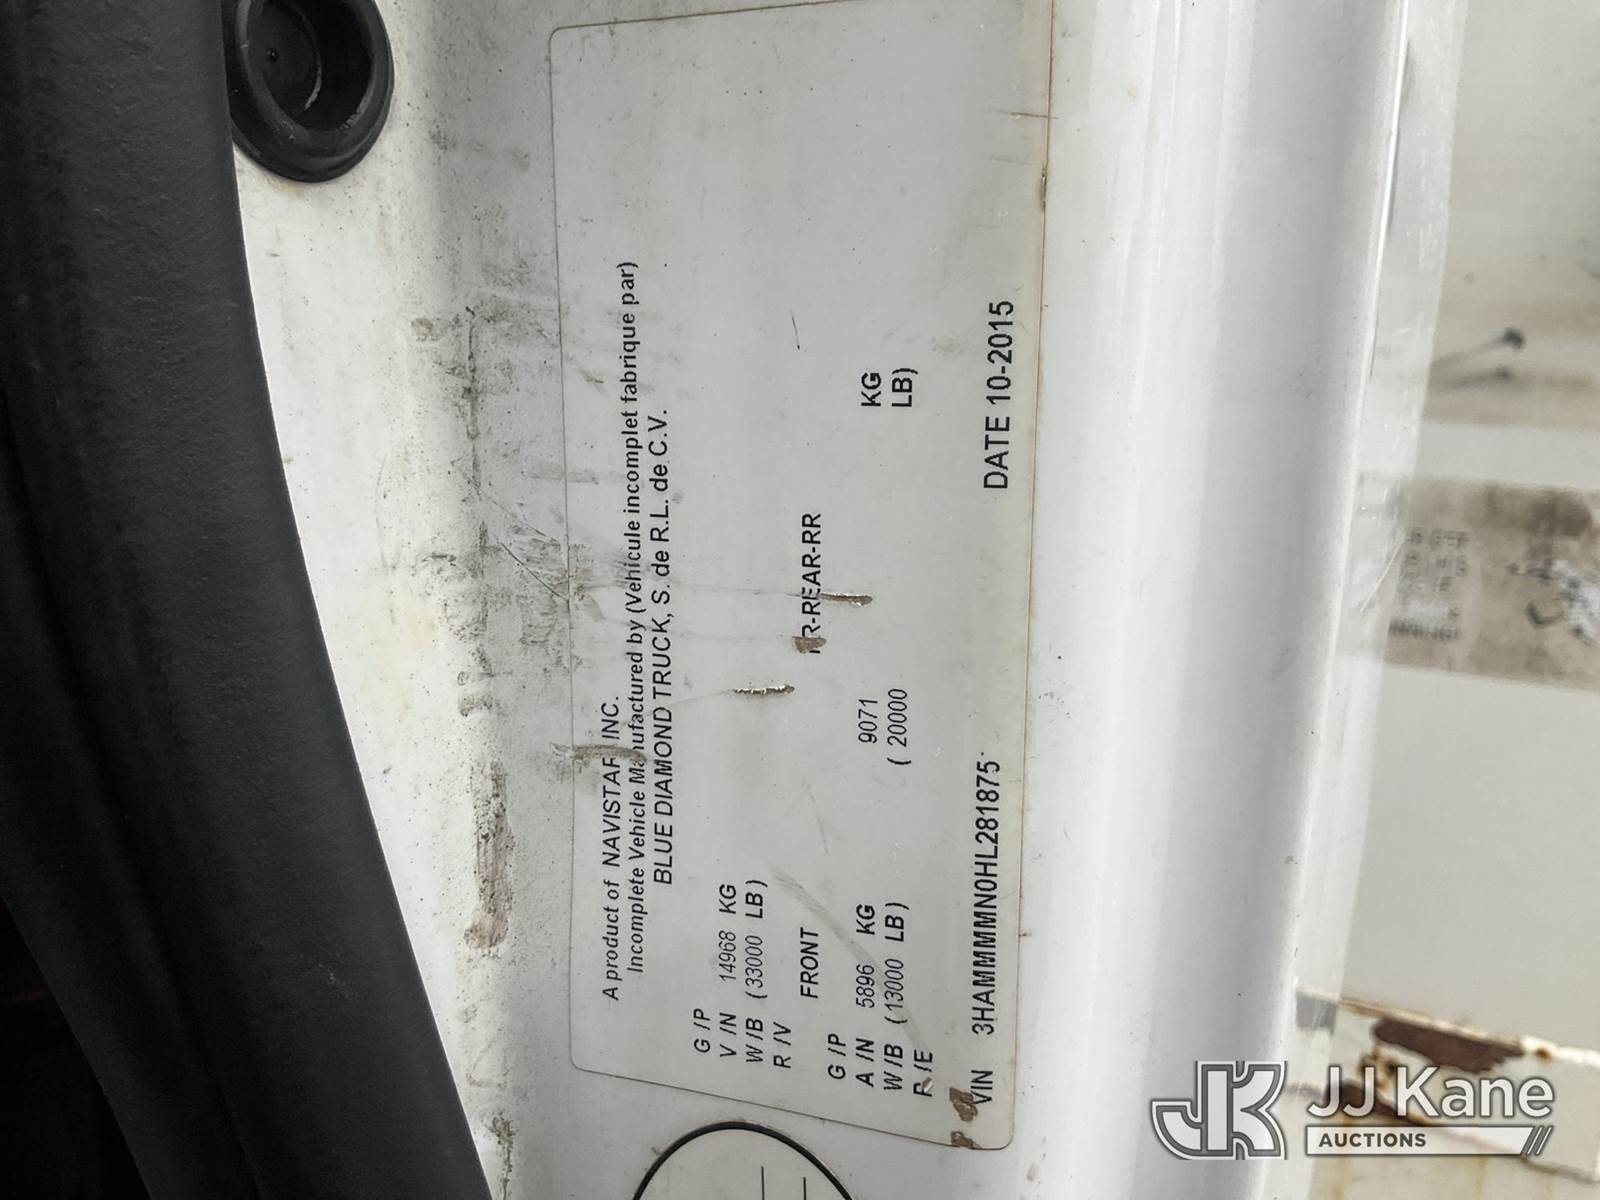 A product of NAVISTAR INC.
Incomplete Vehicle Manufactured by (Vehicule incomplet fabrique par)
BLUE DIAMOND TRUCK, S. de R.L. de C.V.
G /P
V /N 14968 KG
W/B (33000 LB)
R /V
FRONT
-REAR-RR
G /P
A /N 5896 KG 9071 KG
W/B (13000 LB) ( 20000 LB)
R /E
VIN 3HAMMMMN0HL281875 DATE 10-2015
JJ Kane
AUCTIONS